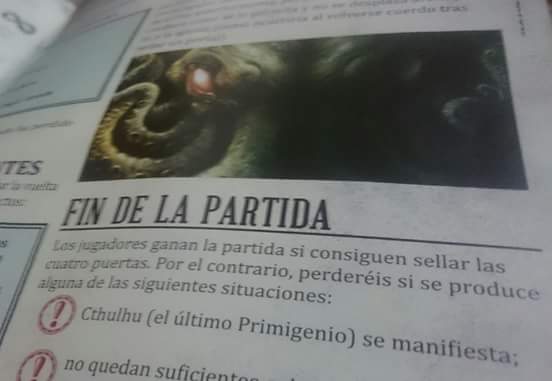 al volverse cuerdo tras
TES
la vuelta
FIN DE LA PARTIDA
Los jugadores ganan la partida si consiguen sellar las
cuatro puertas. Por el contrario, perderéis si se produce
alguna de las siguientes situaciones:
Cthulhu (el último Primigenio) se manifiesta;
no quedan